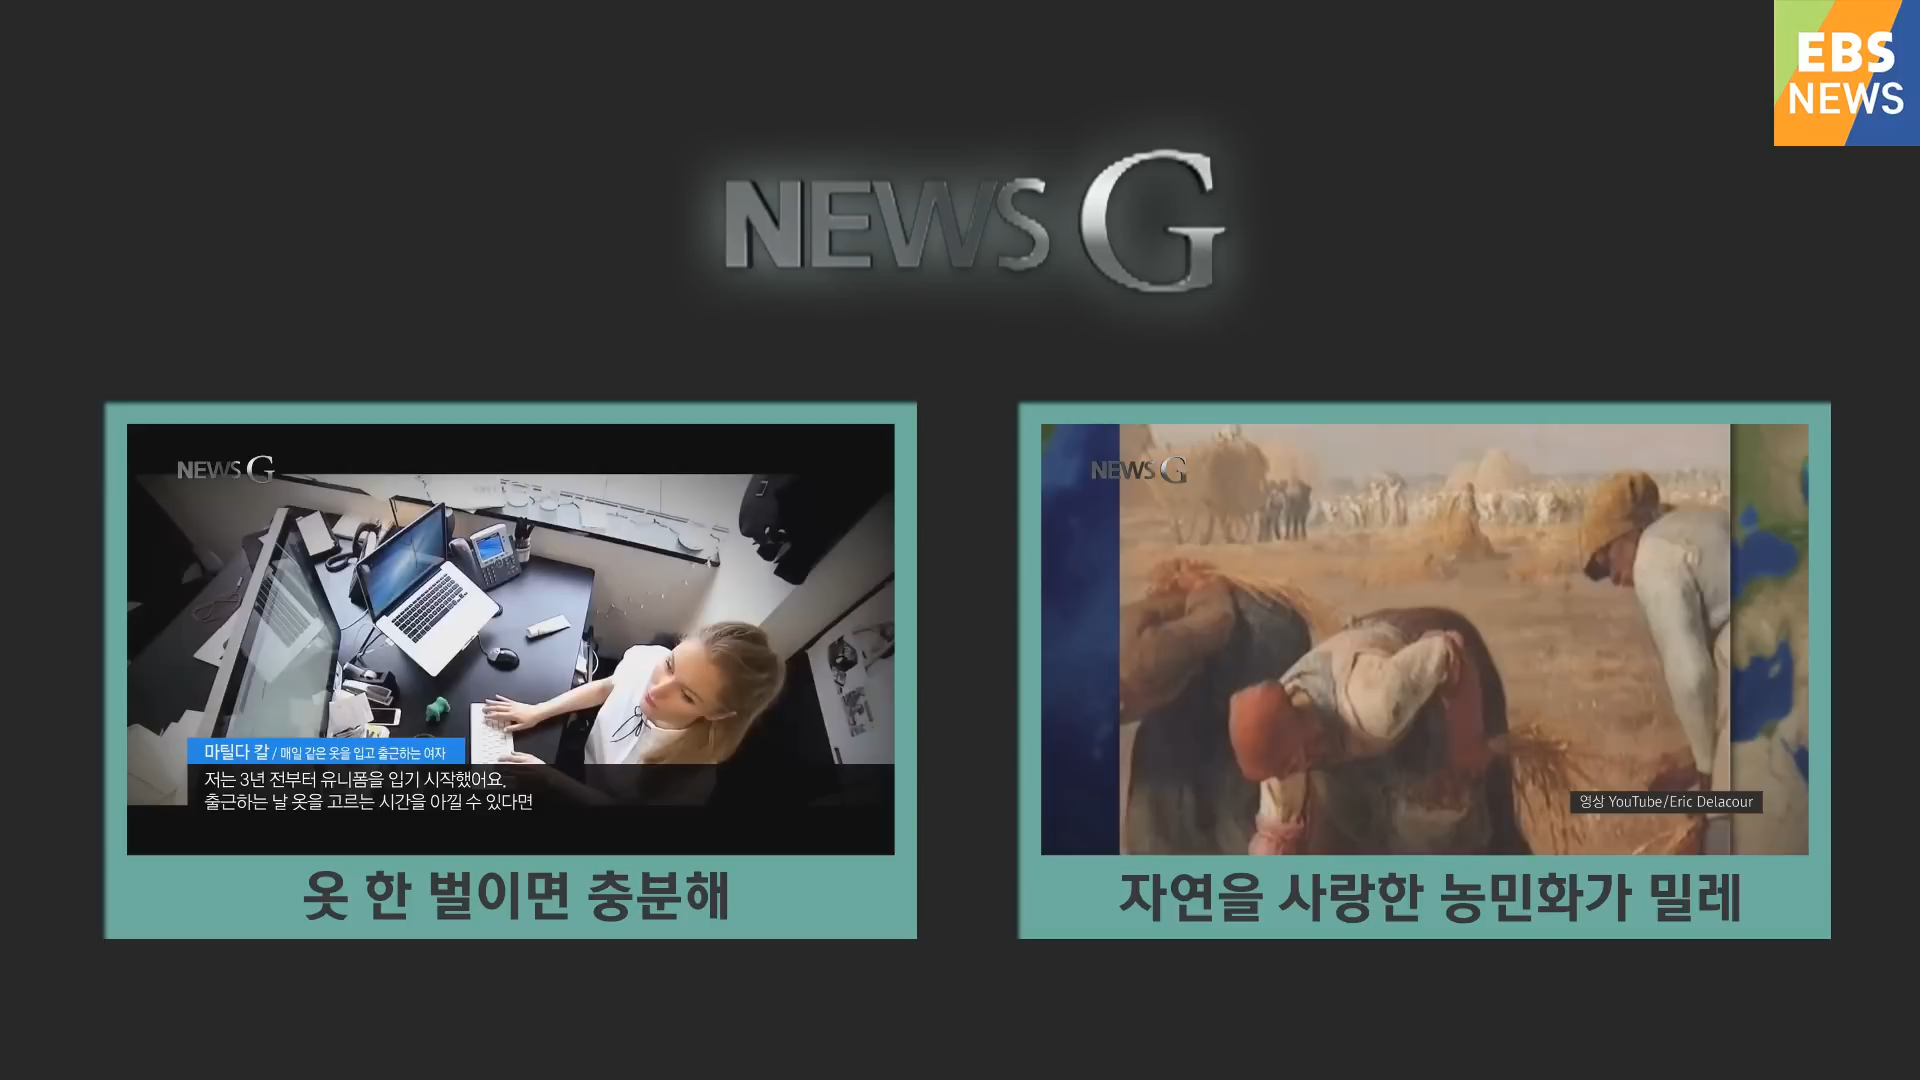 EBS
NEWS
NEWS G
NEWS G
마틸다 칼 / 매일 같은 옷을 입고 출근하는 여자
저는 3년 전부터 유니폼을 입기 시작했어요.
출근하는 날 옷을 고르는 시간을 아낄 수 있다면
옷 한 벌이면 충분해
NEWS G
영상 YouTube/Eric Delacour
자연을 사랑한 농민화가 밀레